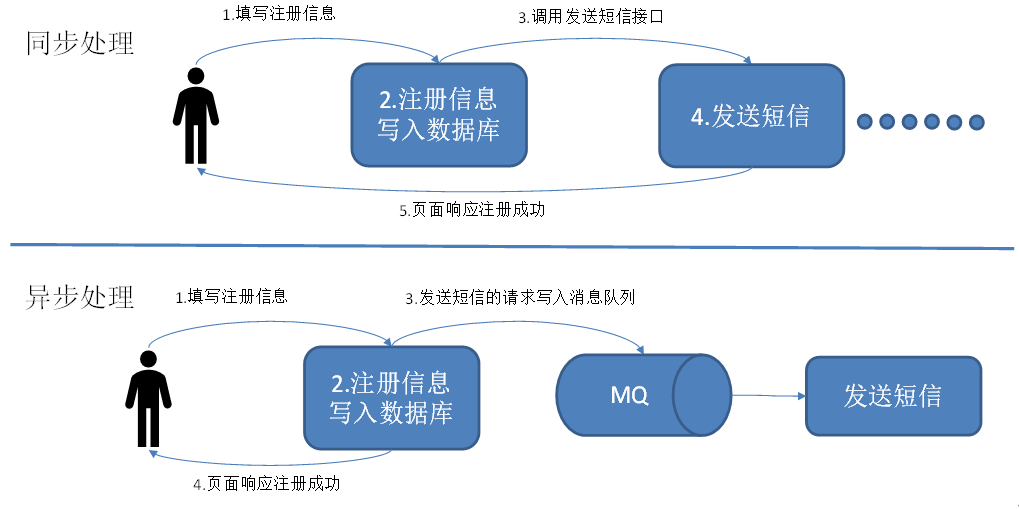 同步处理
1.填写注册信息
3.调用发送短信接口
2.注册信息
写入数据库
4.发送短信
5.页面响应注册成功
异步处理
1.填写注册信息
3.发送短信的请求写入消息队列
2.注册信息
写入数据库
MQ
发送短信
4.页面响应注册成功